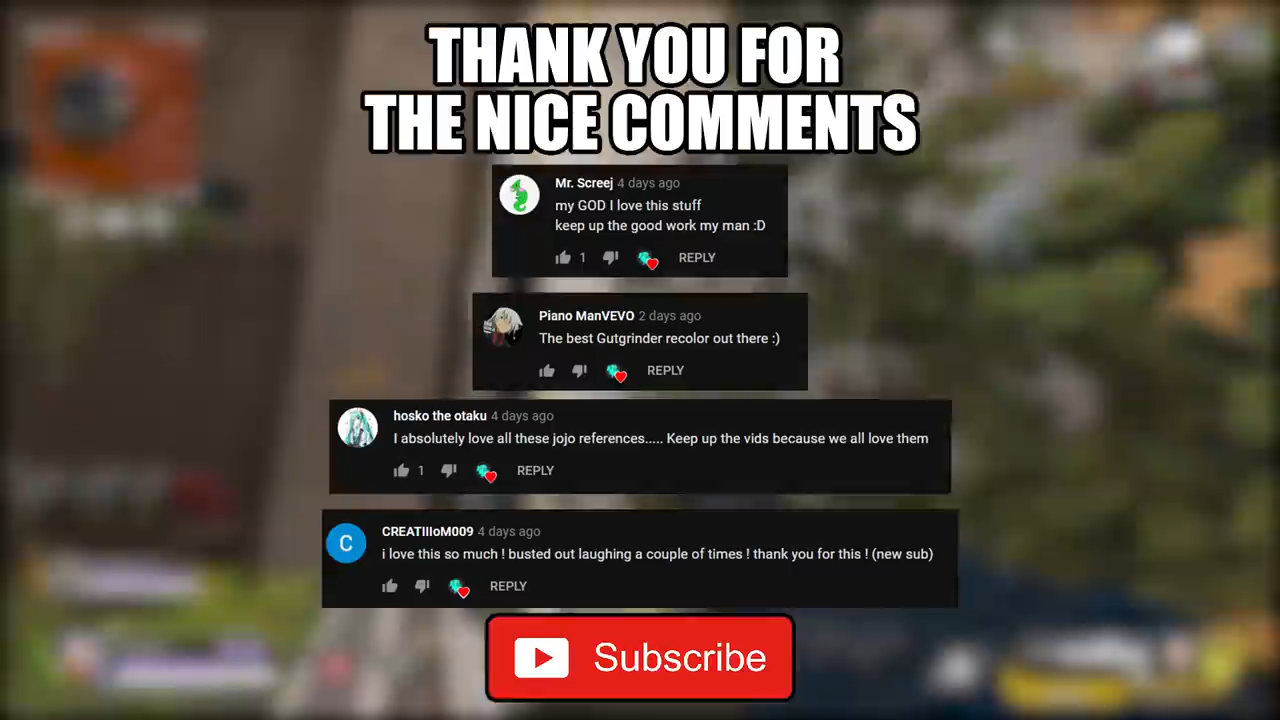 THANK YOU FOR
THE NICE COMMENTS
Mr. Screej 4 days ago
my GOD I love this stuff
keep up the good work my man :D
1 REPLY
Piano ManVEVO 2 days ago
The best Gutgrinder recolor out there :)
REPLY
hosko the otaku 4 days ago
I absolutely love all these jojo references..... Keep up the vids because we all love them
1 REPLY
C
CREATIIIoM009 4 days ago
i love this so much ! busted out laughing a couple of times ! thank you for this ! (new sub)
REPLY
Subscribe